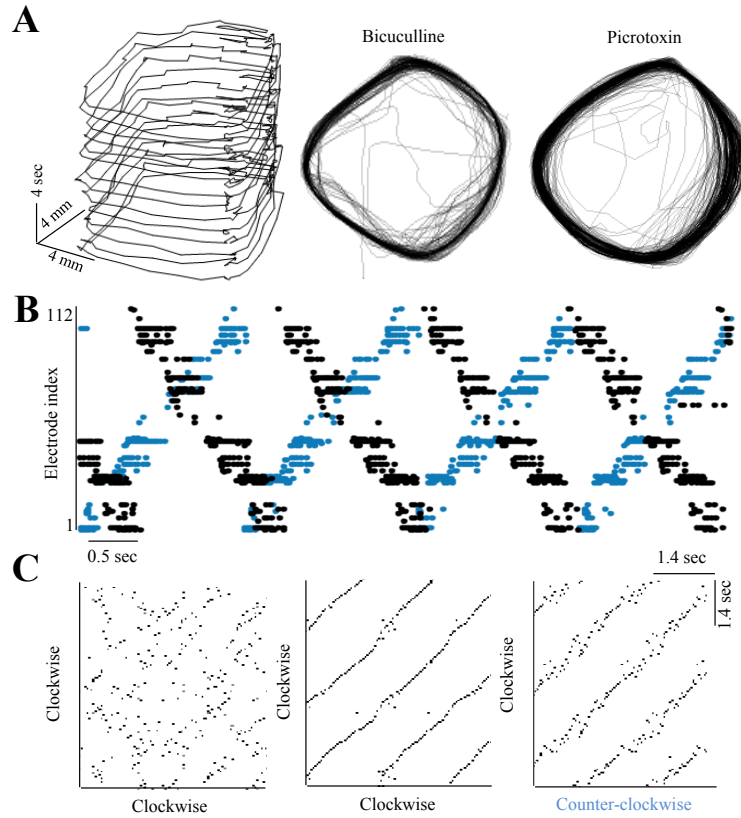 A
Bicuculline
Picrotoxin
4 sec
4 mm
4 mm
B
112
Electrode index
1
0.5 sec
1.4 sec
1.4 sec
C
Clockwise
Clockwise
Clockwise
Clockwise
Clockwise
Counter-clockwise